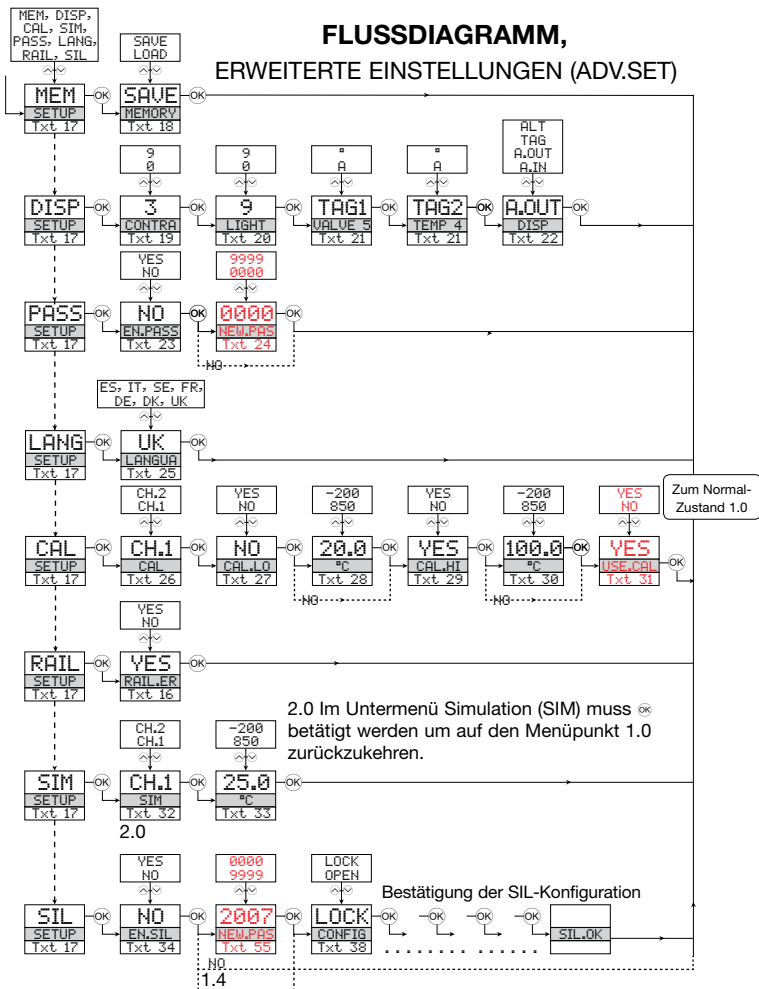 FLUSSDIAGRAMM,
ERWEITERTE EINSTELLUNGEN (ADV.SET)
MEM, DISP,
CAL, SIM,
PASS, LANG,
RAIL, SIL
SAVE
LOAD
MEM OK SAVE OK
SETUP MEMORY
Txt 17 Txt 18
9
0
9
0
A
A
ALT
TAG
A.OUT
A.IN
DISP OK 3 OK 9 OK TAG1 OK TAG2 OK A.OUT OK
SETUP CONTRA LIGHT VALVE 5 TEMP 4 DISP
Txt 17 Txt 19 Txt 20 Txt 21 Txt 21 Txt 22
YES
NO
9999
0000
PASS OK NO OK 0000 OK
SETUP EN.PASS NEW.PAS
Txt 17 Txt 23 Txt 24
NO
ES, IT, SE, FR,
DE, DK, UK
LANG OK UK OK
SETUP LANGUA
Txt 17 Txt 25
Zum Normal-
Zustand 1.0
CH.2
CH.1
YES
NO
-200
850
YES
NO
-200
850
YES
NO
CAL OK CH.1 OK NO OK 20.0 OK YES OK 100.0 OK YES OK
SETUP CAL CAL.LO °C CAL.HI °C USE.CAL
Txt 17 Txt 26 Txt 27 Txt 28 Txt 29 Txt 30 Txt 31
NO NO
YES
NO
RAIL OK YES OK
SETUP RAIL.ER
Txt 17 Txt 16
2.0 Im Untermenü Simulation (SIM) muss OK
betätigt werden um auf den Menüpunkt 1.0
zurückzukehren.
CH.2
CH.1
-200
850
SIM OK CH.1 OK 25.0 OK
SETUP SIM °C
Txt 17 Txt 32 Txt 33
2.0
YES
NO
0000
9999
LOCK
OPEN
Bestätigung der SIL-Konfiguration
SIL OK NO OK 2007 OK LOCK OK OK OK OK
SETUP EN.SIL NEW.PAS CONFIG SIL.OK
Txt 17 Txt 34 Txt 55 Txt 38
NO
1.4